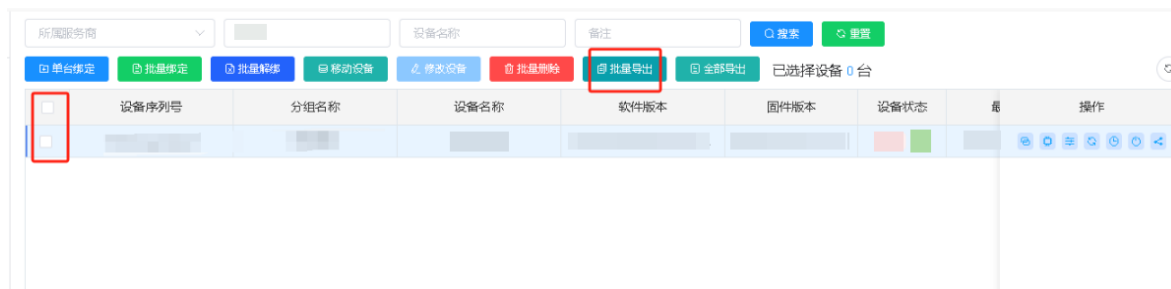 所属服务商 设备名称 备注 搜索 重置
单台绑定 批量绑定 批量解绑 移动设备 修改设备 批量删除 批量导出 全部导出 已选择设备 0 台
设备序列号 分组名称 设备名称 软件版本 固件版本 设备状态 操作